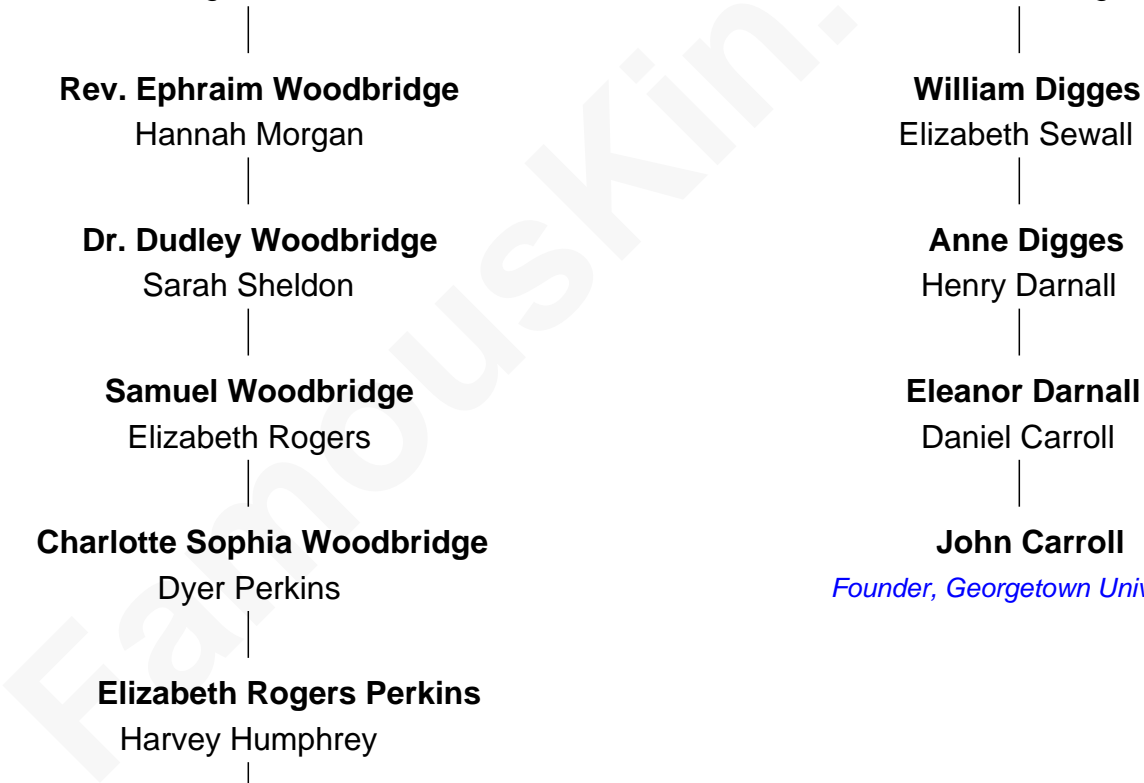 Rev. Ephraim Woodbridge
Hannah Morgan
Dr. Dudley Woodbridge
Sarah Sheldon
Samuel Woodbridge
Elizabeth Rogers
Charlotte Sophia Woodbridge
Dyer Perkins
Elizabeth Rogers Perkins
Harvey Humphrey
William Digges
Elizabeth Sewall
Anne Digges
Henry Darnall
Eleanor Darnall
Daniel Carroll
John Carroll
Founder, Georgetown Univ
FamousKin.